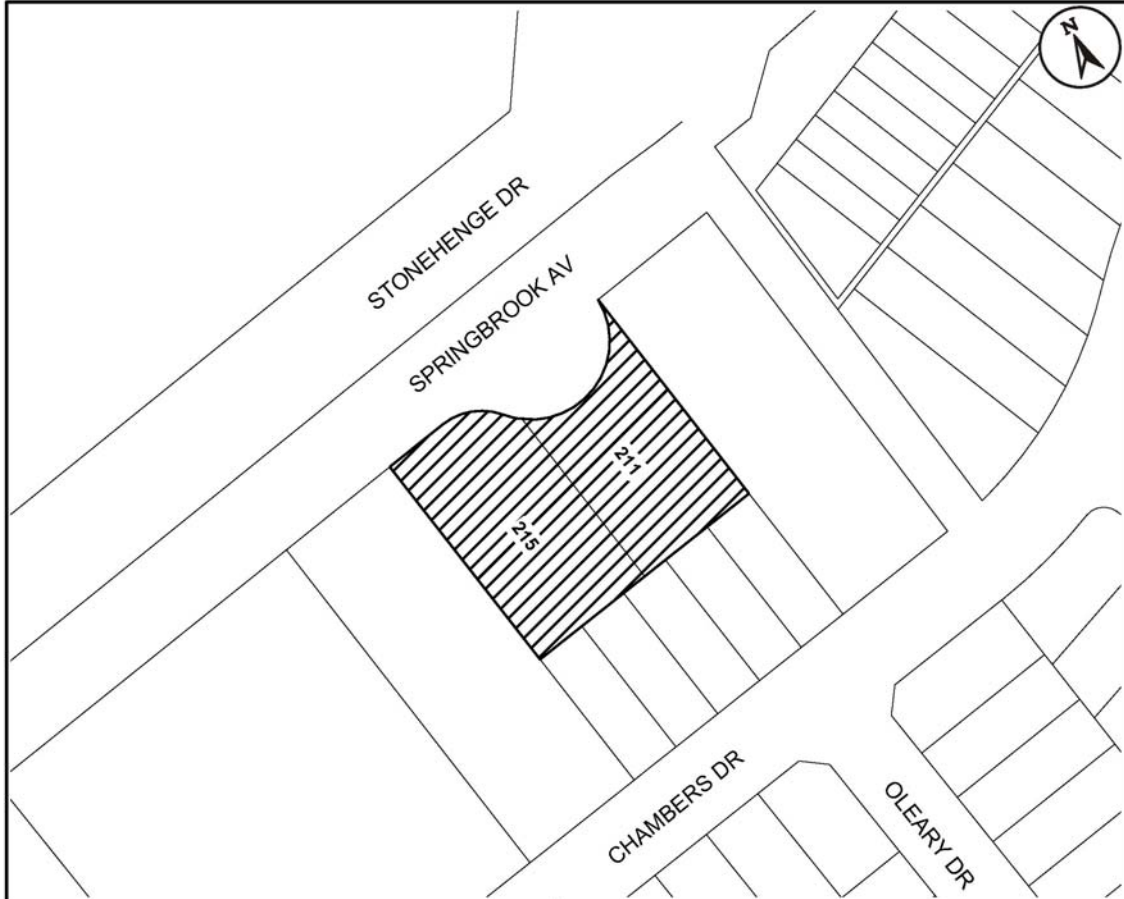 N
STONEHENGE DR
SPRINGBROOK AV
211
215
CHAMBERS DR
OLEARY DR